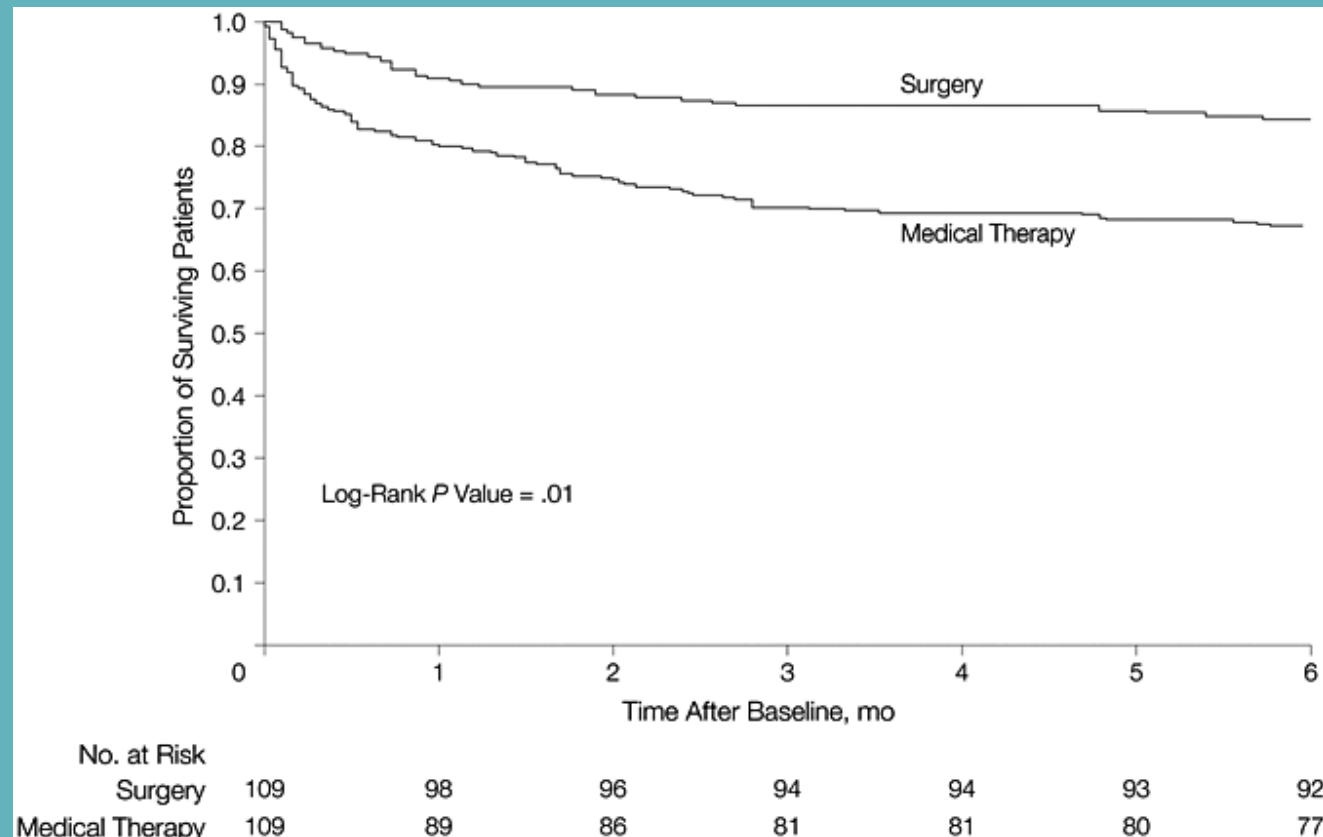 1.0
0.9
0.8
0.7
0.6
0.5
0.4
0.3
0.2
0.1
0
Proportion of Surviving Patients
Surgery
Medical Therapy
Log-Rank P Value = .01
1 2 3 4 5 6
Time After Baseline, mo
No. at Risk
Surgery 109 98 96 94 94 93 92
Medical Therapy 109 89 86 81 81 80 77